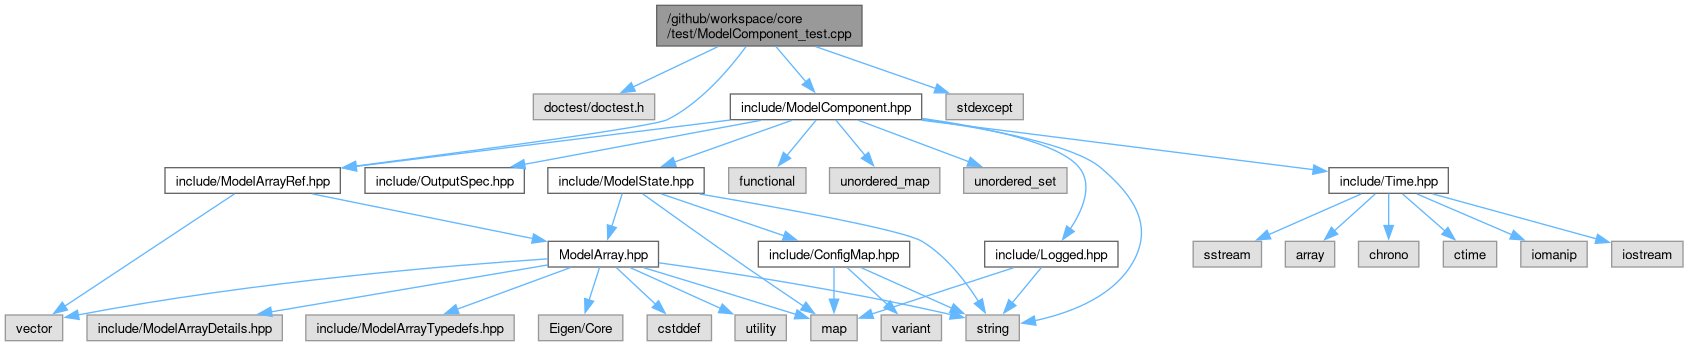 /github/workspace/core
/test/ModelComponent_test.cpp
doctest/doctest.h
include/ModelComponent.hpp
stdexcept
include/ModelArrayRef.hpp
include/OutputSpec.hpp
include/ModelState.hpp
functional
unordered_map
unordered_set
include/Time.hpp
ModelArray.hpp
include/ConfigMap.hpp
include/Logged.hpp
sstream
array
chrono
ctime
iomanip
iostream
vector
include/ModelArrayDetails.hpp
include/ModelArrayTypedefs.hpp
Eigen/Core
cstddef
utility
map
variant
string